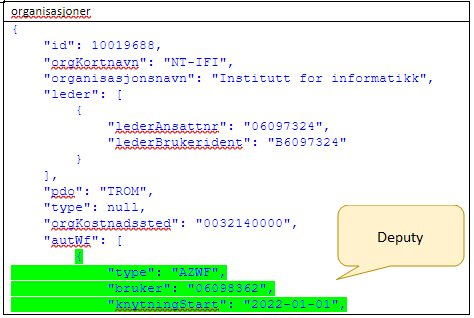 organisasjoner
{
"id": 10019688,
"orgKortnavn": "NT-IFI",
"organisasjonsnavn": "Institutt for informatikk",
"leder": [
{
"lederAnsattnr": "06097324",
"lederBrukerident": "B6097324"
}
],
"pdo": "TROM",
"type": null,
"orgKostnadssted": "0032140000",
"autWf": [
{
"type": "AZWF",
"bruker": "06098362",
"knytningStart": "2022-01-01",
Deputy